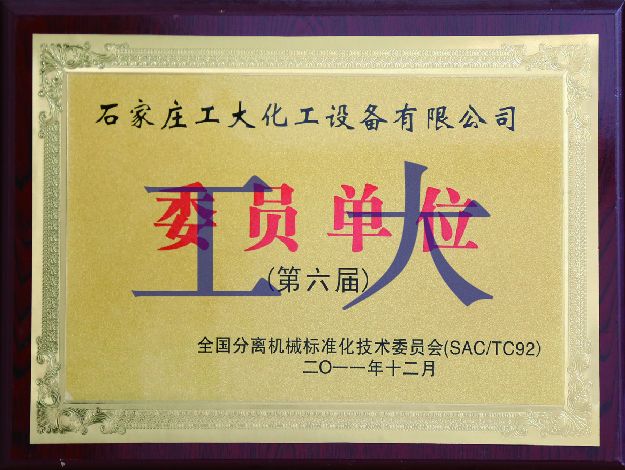 石家庄工大化工设备有限公司
委员单位
工大
(第六届)
全国分离机械标准化技术委员会(SAC/TC92)
二〇一一年十二月